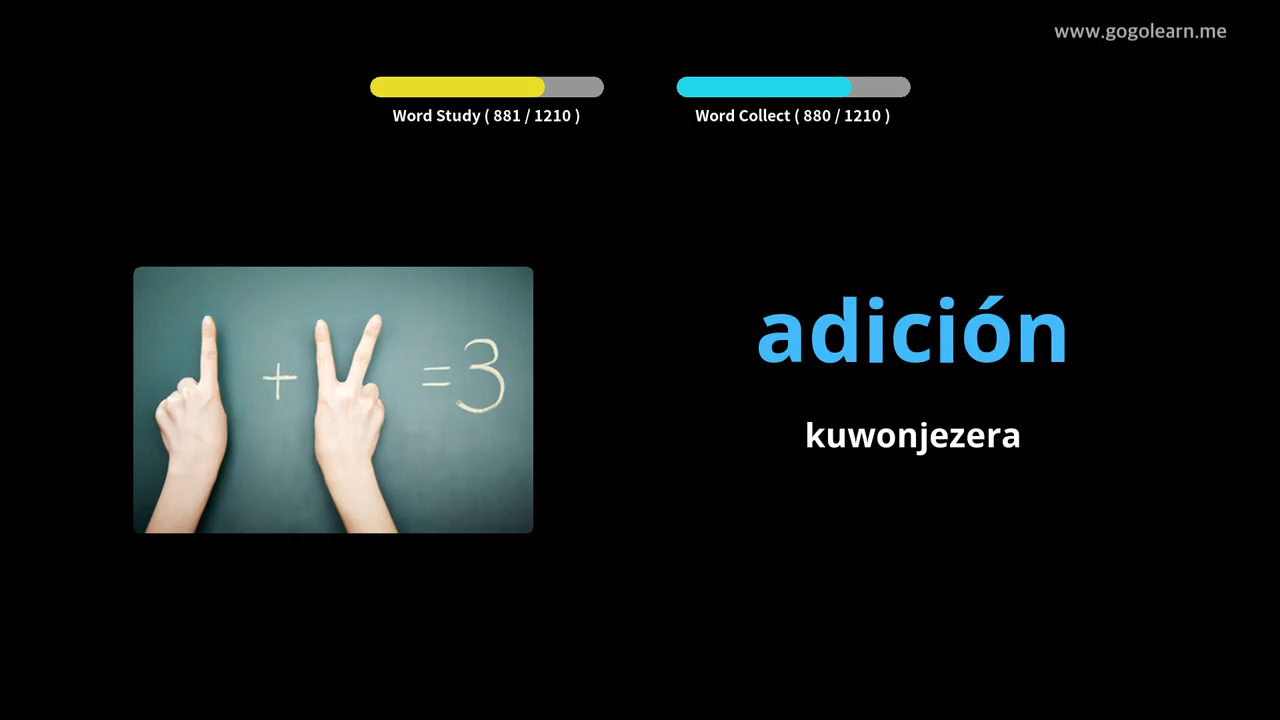 www.gogolearn.me
Word Study ( 881 / 1210 )
Word Collect ( 880 / 1210 )
+ = 3
adición
kuwonjezera